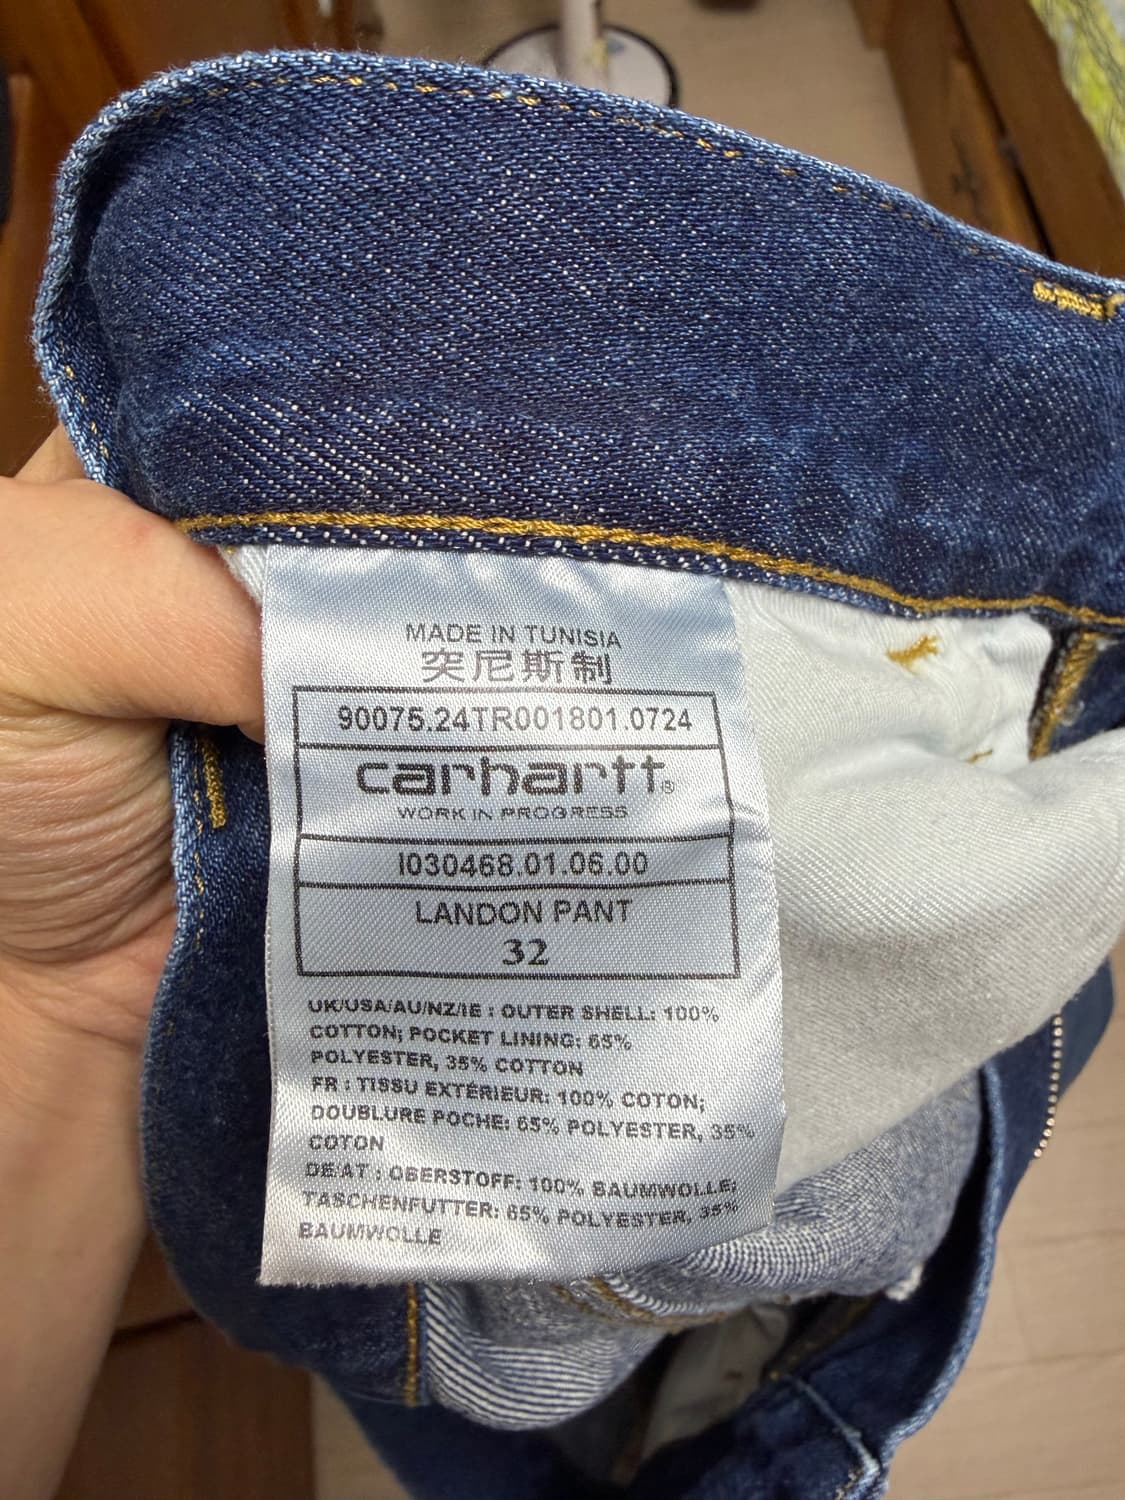 MADE IN TUNISIA
突尼斯制
90075.24TR001801.0724
carhartt®
WORK IN PROGRESS
I030468.01.06.00
LANDON PANT
32
UK/USA/AU/NZ/IE : OUTER SHELL: 100%
COTTON; POCKET LINING: 65%
POLYESTER, 35% COTTON
FR : TISSU EXTÉRIEUR: 100% COTON;
DOUBLURE POCHE: 65% POLYESTER, 35%
COTON
DE/AT : OBERSTOFF: 100% BAUMWOLLE;
TASCHENFUTTER: 65% POLYESTER, 35%
BAUMWOLLE